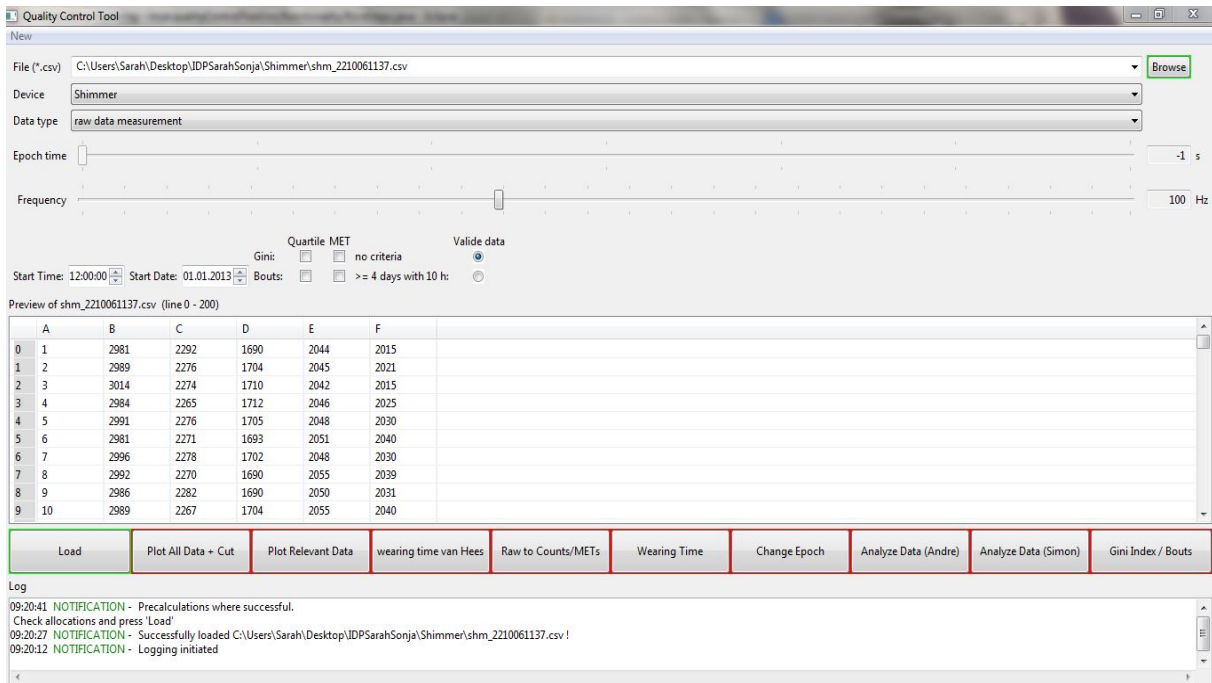 Quality Control Tool
New
File (*.csv) C:\Users\Sarah\Desktop\IDPSarahSonja\Shimmer\shm_2210061137.csv Browse
Device Shimmer
Data type raw data measurement
Epoch time -1 s
Frequency 100 Hz
Quartile MET Valide data
Gini: no criteria
Start Time: 12:00:00 Start Date: 01.01.2013 Bouts: >= 4 days with 10 h:
Preview of shm_2210061137.csv (line 0 - 200)
A B C D E F
0 1 2981 2292 1690 2044 2015
1 2 2989 2276 1704 2045 2021
2 3 3014 2274 1710 2042 2015
3 4 2984 2265 1712 2046 2025
4 5 2991 2276 1705 2048 2030
5 6 2981 2271 1693 2051 2040
6 7 2996 2278 1702 2048 2030
7 8 2992 2270 1690 2055 2039
8 9 2986 2282 1690 2050 2031
9 10 2989 2267 1704 2055 2040
Load Plot All Data + Cut Plot Relevant Data wearing time van Hees Raw to Counts/METs Wearing Time Change Epoch Analyze Data (Andre) Analyze Data (Simon) Gini Index / Bouts
Log
09:20:41 NOTIFICATION - Precalculations where successful.
Check allocations and press 'Load'
09:20:27 NOTIFICATION - Successfully loaded C:\Users\Sarah\Desktop\IDPSarahSonja\Shimmer\shm_2210061137.csv !
09:20:12 NOTIFICATION - Logging initiated